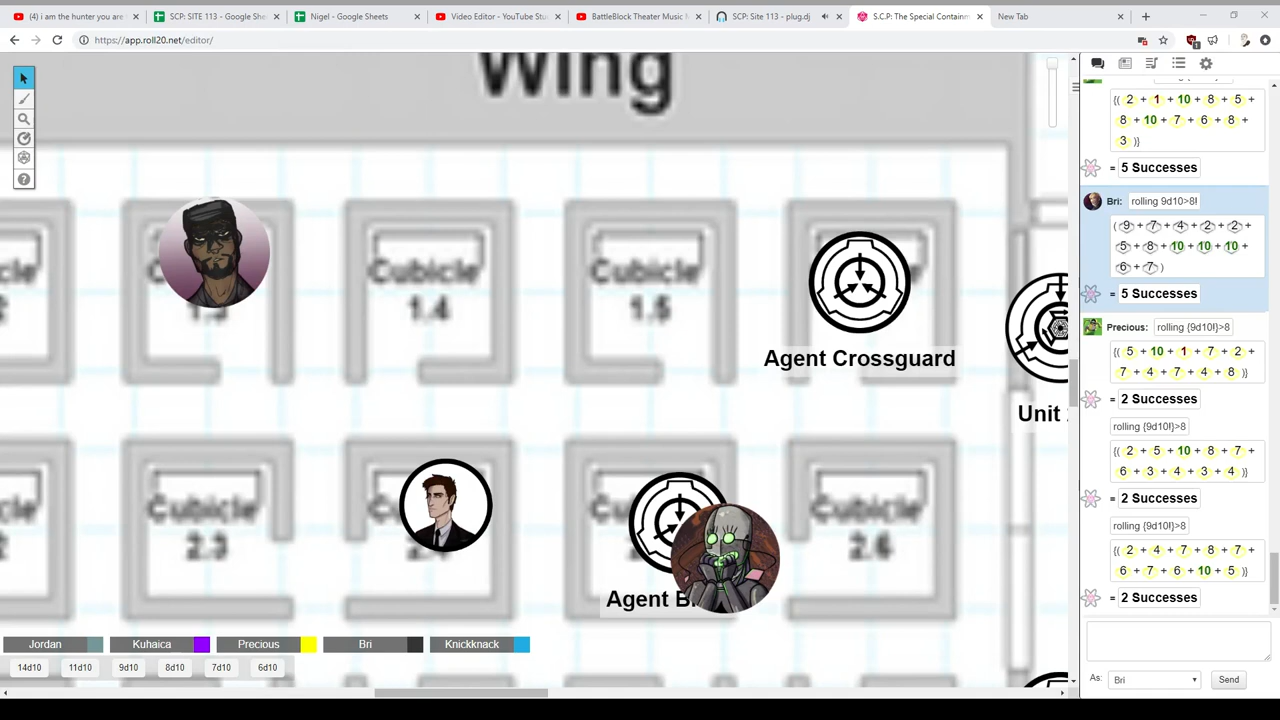 (4) i am the hunter you are
SCP: SITE 113 - Google She
Nigel - Google Sheets
Video Editor - YouTube Stu
BattleBlock Theater Music M
SCP: Site 113 - plug.dj
S.C.P: The Special Containm
New Tab
https://app.roll20.net/editor/
Wing
Cubicle
1.4
Cubicle
1.5
Agent Crossguard
Unit
Cubicle
2.3
Agent B
Cubicle
2.6
Jordan
Kuhaica
Precious
Bri
Knickknack
14d10
11d10
9d10
8d10
7d10
6d10
{( 2 + 1 + 10 + 8 + 5 +
8 + 10 + 7 + 6 + 8 +
3 )}
= 5 Successes
Bri: rolling 9d10>8!
( 9 + 7 + 4 + 2 + 2 +
5 + 8 + 10 + 10 + 10 +
6 + 7 )
= 5 Successes
Precious: rolling {9d10!}>8
{( 5 + 10 + 1 + 7 + 2 +
7 + 4 + 7 + 4 + 8 )}
= 2 Successes
rolling {9d10!}>8
{( 2 + 5 + 10 + 8 + 7 +
6 + 3 + 4 + 3 + 4 )}
= 2 Successes
rolling {9d10!}>8
{( 2 + 4 + 7 + 8 + 7 +
6 + 7 + 6 + 10 + 5 )}
= 2 Successes
As:
Bri
Send